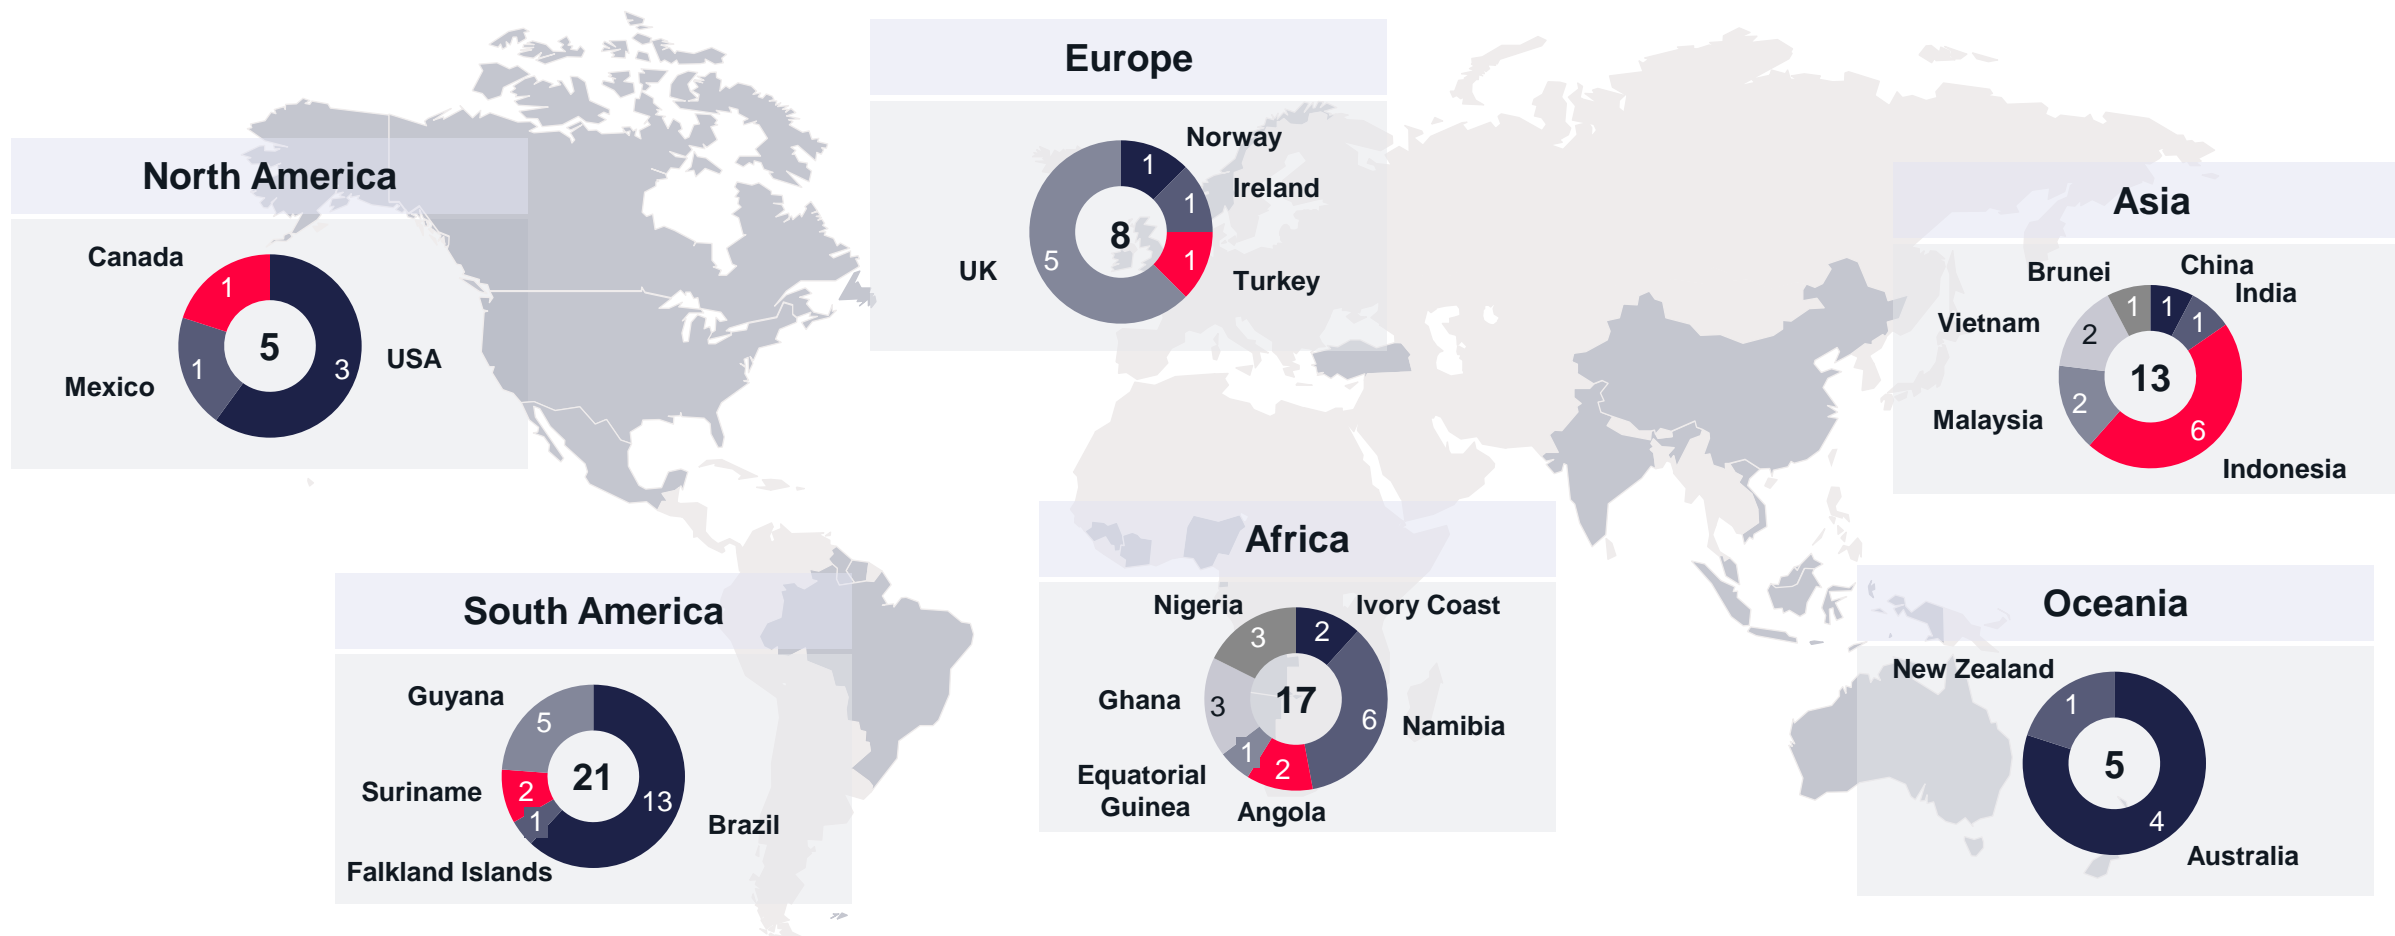 North America
Canada
1
5
3
USA
1
Mexico
Europe
Norway
1
Ireland
1
8
UK
5
1
Turkey
Asia
Brunei
China
India
1
1
1
Vietnam
2
13
2
Malaysia
6
Indonesia
South America
Guyana
5
21
Suriname
2
13
1
Brazil
Falkland Islands
Africa
Nigeria
Ivory Coast
3
2
Ghana
3
17
6
Namibia
1
2
Equatorial
Guinea
Angola
Oceania
New Zealand
1
5
4
Australia